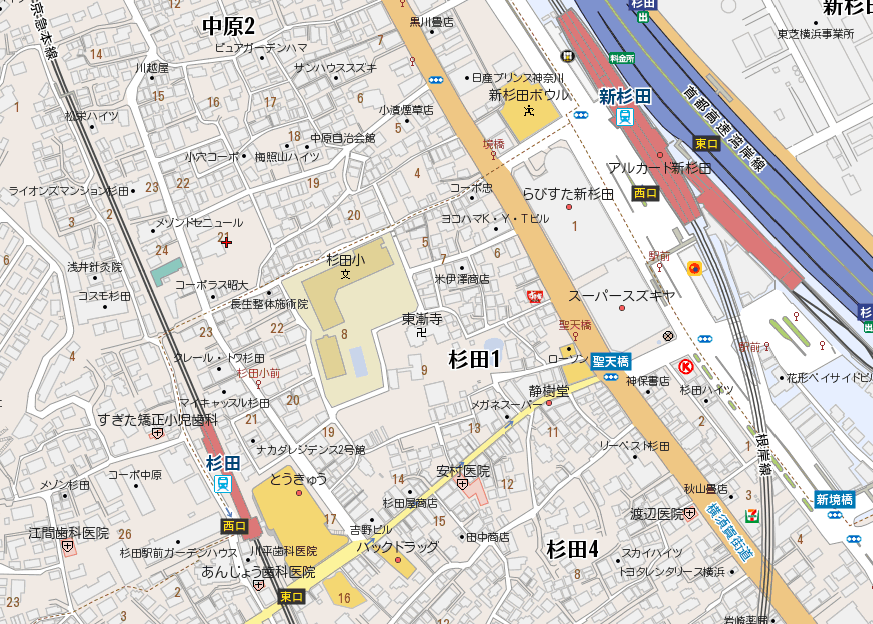 中原2
京急本線
黒川畳店
杉田
新杉田
東芝横浜事業所
ピュアガーデンハマ
料金所
川越屋
サンハウススズキ
日産プリンス神奈川
新杉田ボウル
新杉田
首都高速湾岸線
小濱煙草店
松栄ハイツ
中原自治会館
境橋
東口
小穴コーポ
梅照山ハイツ
アルカード新杉田
ライオンズマンション杉田
コーポ忠
らびすた新杉田
西口
メゾンドセニュール
ヨコハマK・Y・Tビル
杉田小
駅前
浅井針灸院
コスモ杉田
コーポラス昭大
長生整体施術院
米伊澤商店
スーパースズキヤ
東漸寺
聖天橋
クレール・トワ杉田
杉田1
ローソン
聖天橋
駅前
杉田小前
神保書店
杉田ハイツ
花形ベイサイドビル
マイキャッスル杉田
静樹堂
メガネスーパー
すぎた矯正小児歯科
ナカダレジデンス2号館
リーベスト杉田
根岸線
杉田
コーポ中原
とうきゅう
安村医院
メゾン杉田
秋山畳店
新境橋
杉田屋商店
渡辺医院
横須賀街道
西口
吉野ビル
江間歯科医院
田中商店
杉田駅前ガーデンハウス
川平歯科医院
パックドラッグ
杉田4
スカイハイツ
あんじょう歯科医院
トヨタレンタリース横浜
東口
岩崎薬局